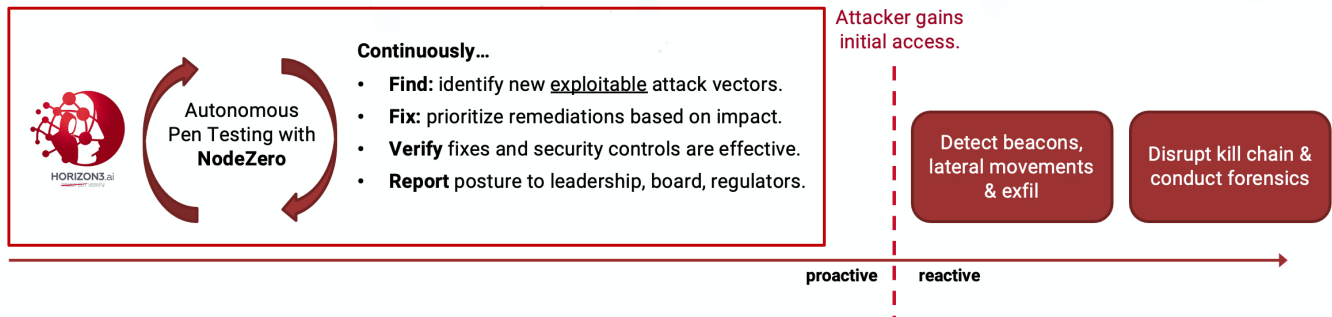 HORIZON3.ai
Autonomous
Pen Testing with
NodeZero
Continuously…
• Find: identify new exploitable attack vectors.
• Fix: prioritize remediations based on impact.
• Verify fixes and security controls are effective.
• Report posture to leadership, board, regulators.
Attacker gains
initial access.
Detect beacons,
lateral movements
& exfil
Disrupt kill chain &
conduct forensics
proactive
reactive